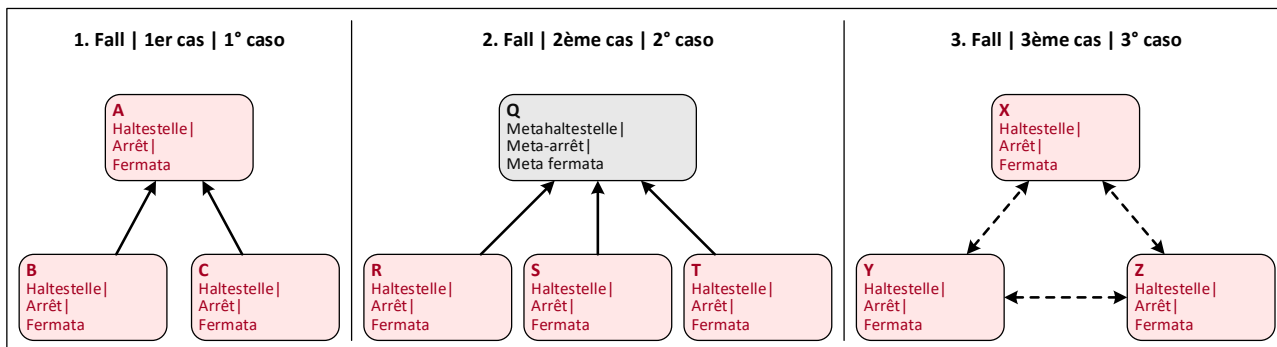 1. Fall | 1er cas | 1° caso
A
Haltestelle|
Arrêt|
Fermata
B
Haltestelle|
Arrêt|
Fermata
C
Haltestelle|
Arrêt|
Fermata
2. Fall | 2ème cas | 2° caso
Q
Metahaltestelle|
Meta-arrêt|
Meta fermata
R
Haltestelle|
Arrêt|
Fermata
S
Haltestelle|
Arrêt|
Fermata
T
Haltestelle|
Arrêt|
Fermata
3. Fall | 3ème cas | 3° caso
X
Haltestelle|
Arrêt|
Fermata
Y
Haltestelle|
Arrêt|
Fermata
Z
Haltestelle|
Arrêt|
Fermata